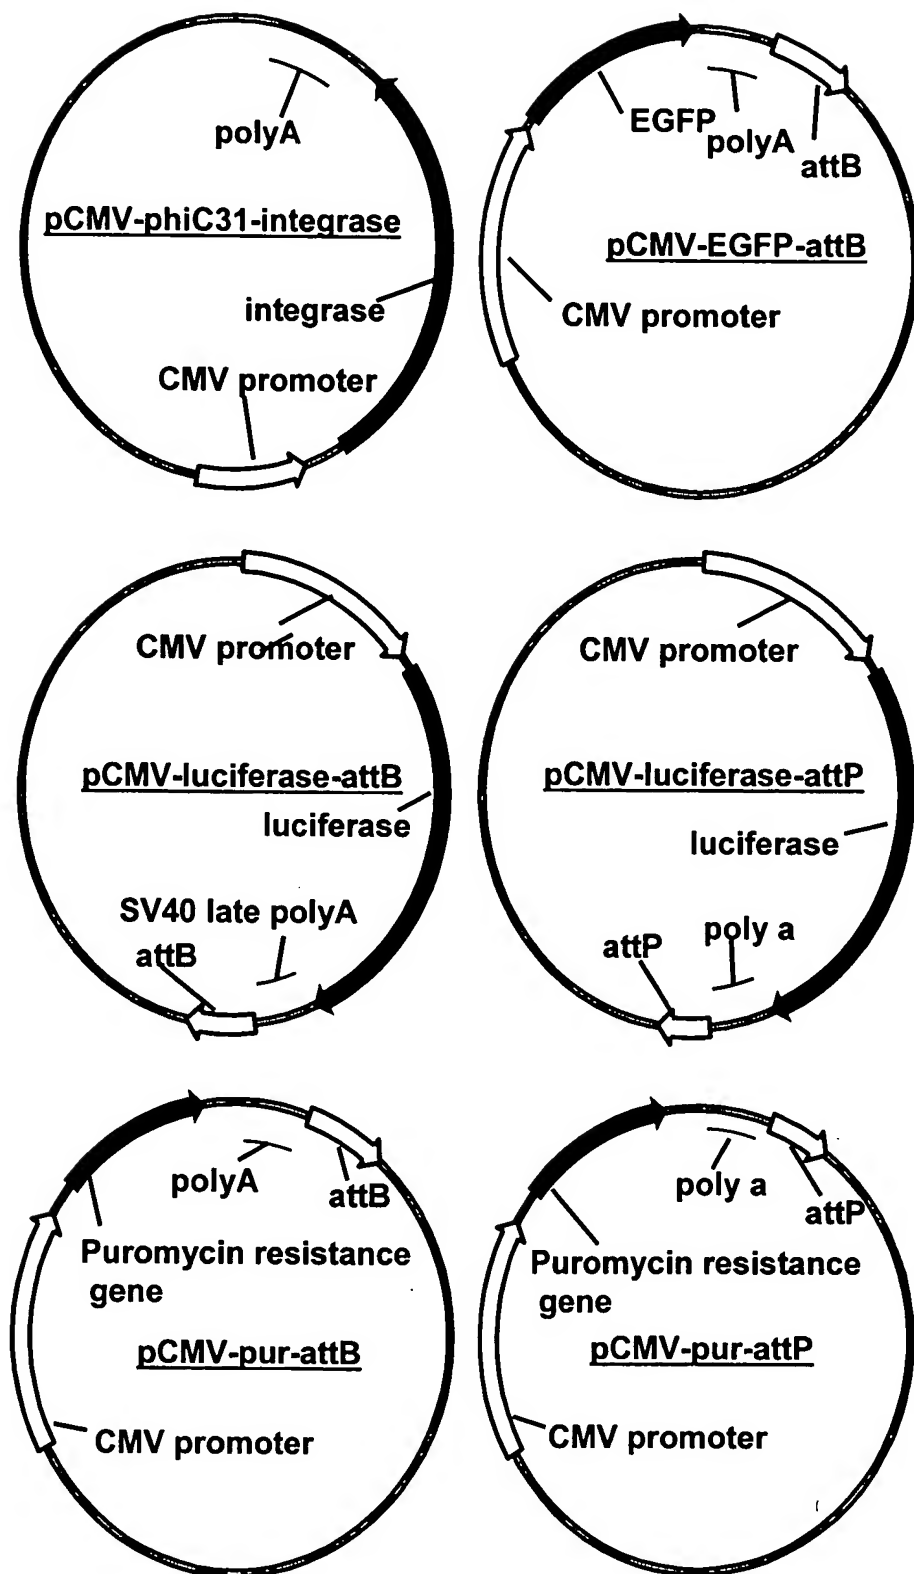 polyA
pCMV-phiC31-integrase
integrase
CMV promoter
EGFP
polyA
attB
pCMV-EGFP-attB
CMV promoter
CMV promoter
pCMV-luciferase-attB
luciferase
SV40 late polyA
attB
CMV promoter
pCMV-luciferase-attP
luciferase
poly a
attP
polyA
attB
Puromycin resistance
gene
pCMV-pur-attB
CMV promoter
poly a
attP
Puromycin resistance
gene
pCMV-pur-attP
CMV promoter